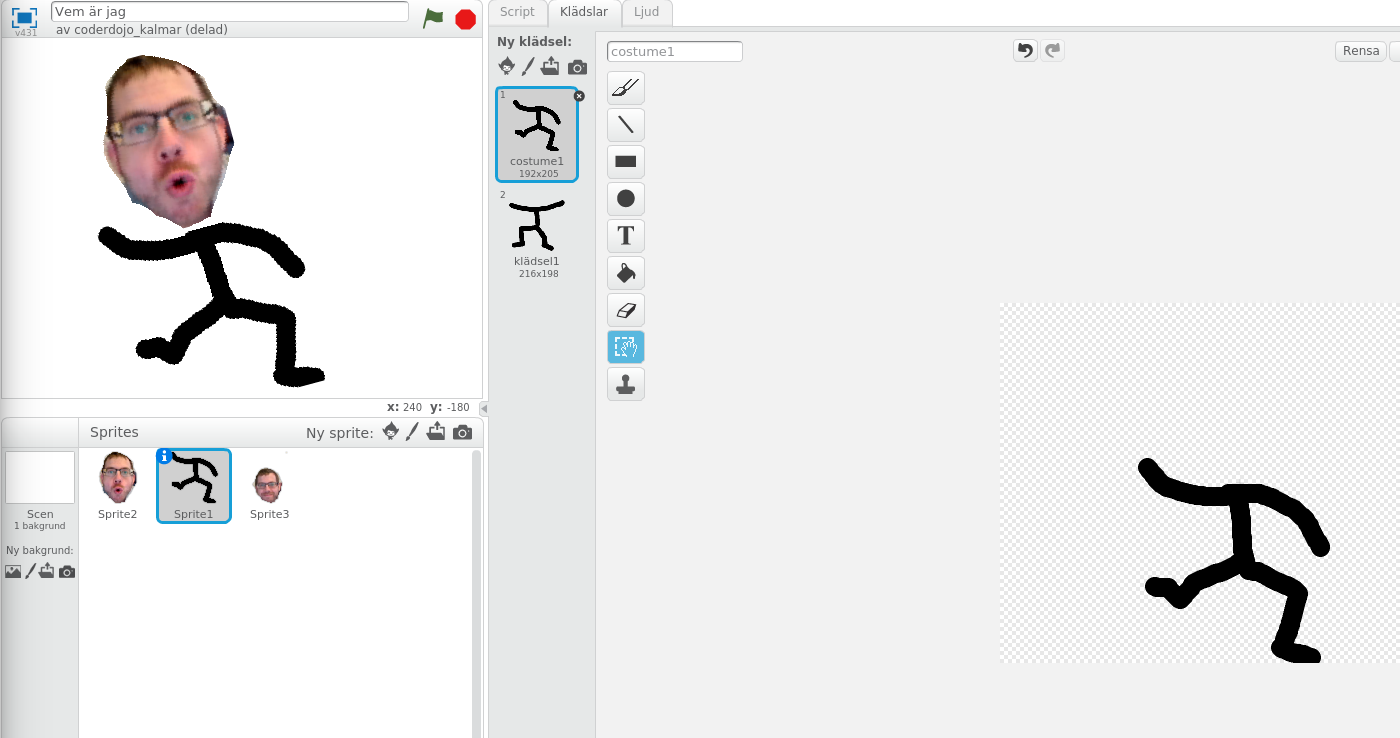 Vem är jag
v431
av coderdojo_kalmar (delad)
Script
Klädslar
Ljud
Ny klädsel:
costume1
Rensa
1
costume1
192x205
2
klädsel1
216x198
T
x: 240 y: -180
Sprites
Ny sprite:
Scen
1 bakgrund
Ny bakgrund:
Sprite2
Sprite1
Sprite3